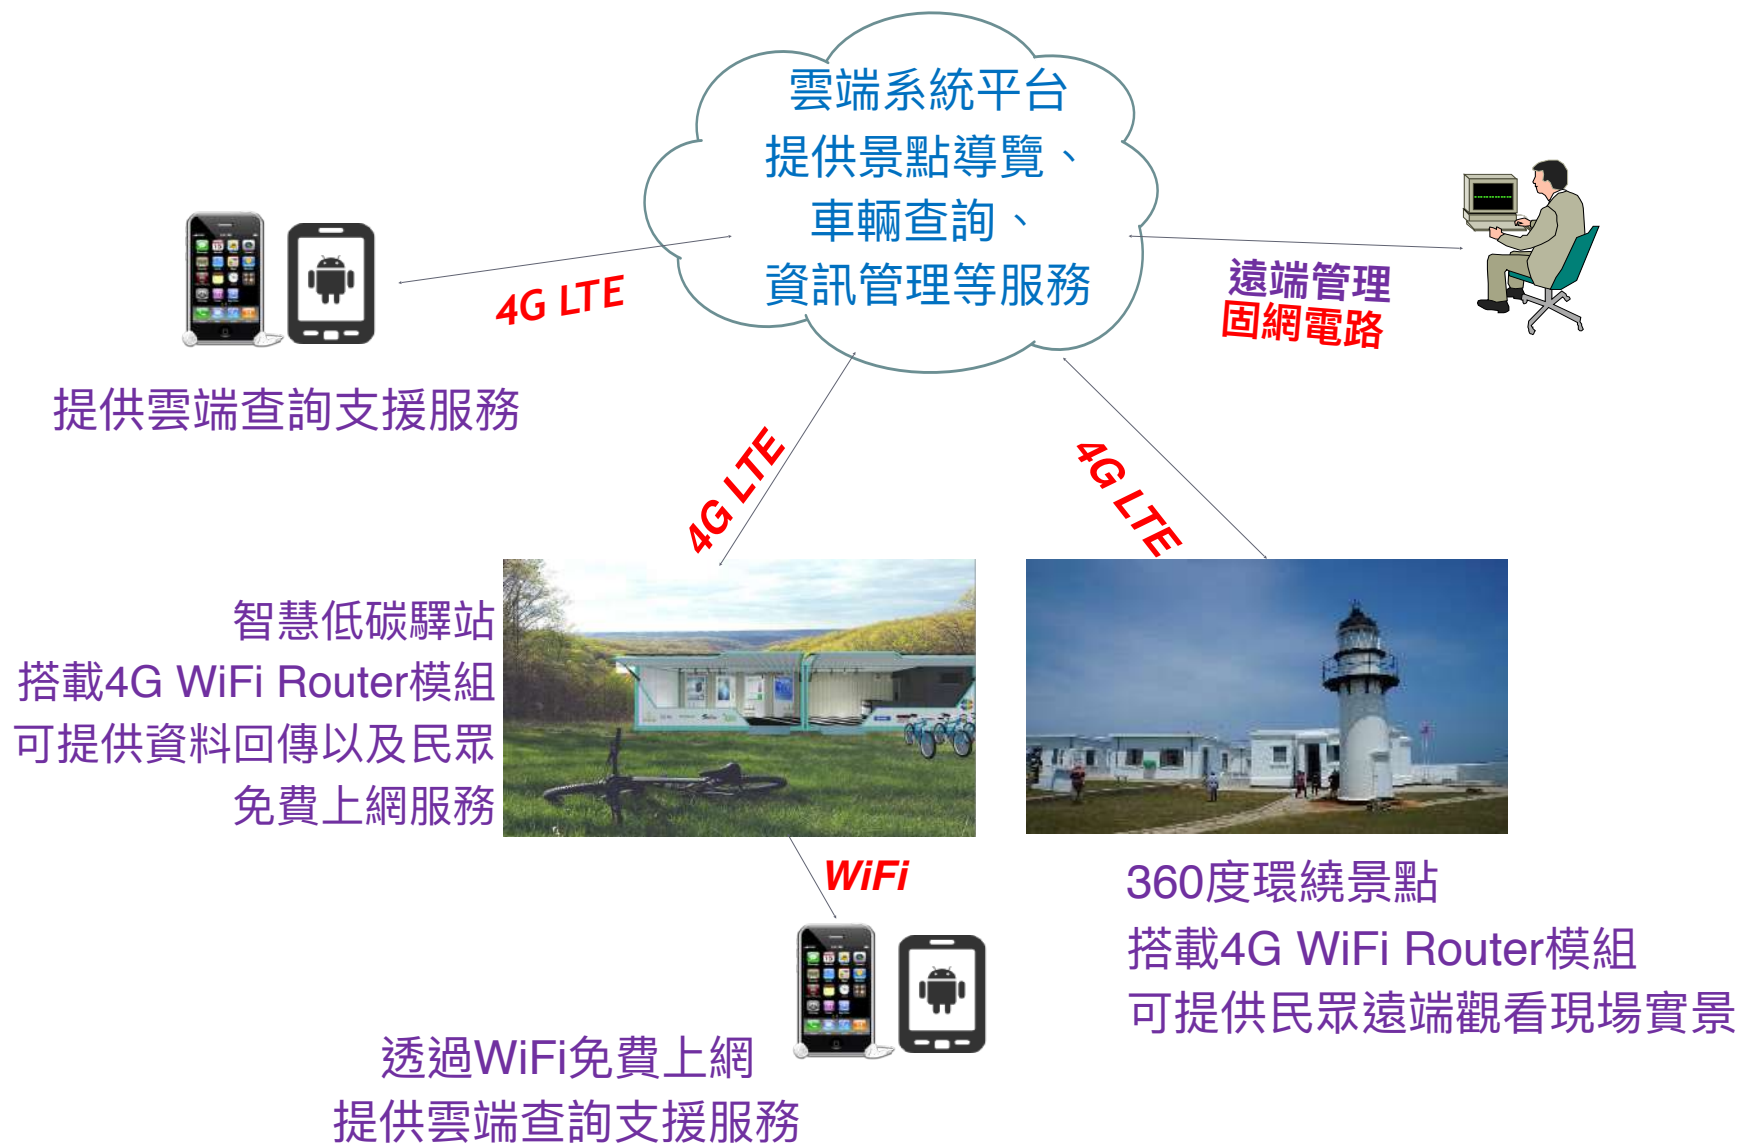 雲端系統平台
提供景點導覽、
車輛查詢、
資訊管理等服務
4G LTE
遠端管理
固網電路
提供雲端查詢支援服務
4G LTE
4G LTE
智慧低碳驛站
搭載4G WiFi Router模組
可提供資料回傳以及民眾
免費上網服務
WiFi
360度環繞景點
搭載4G WiFi Router模組
可提供民眾遠端觀看現場實景
透過WiFi免費上網
提供雲端查詢支援服務